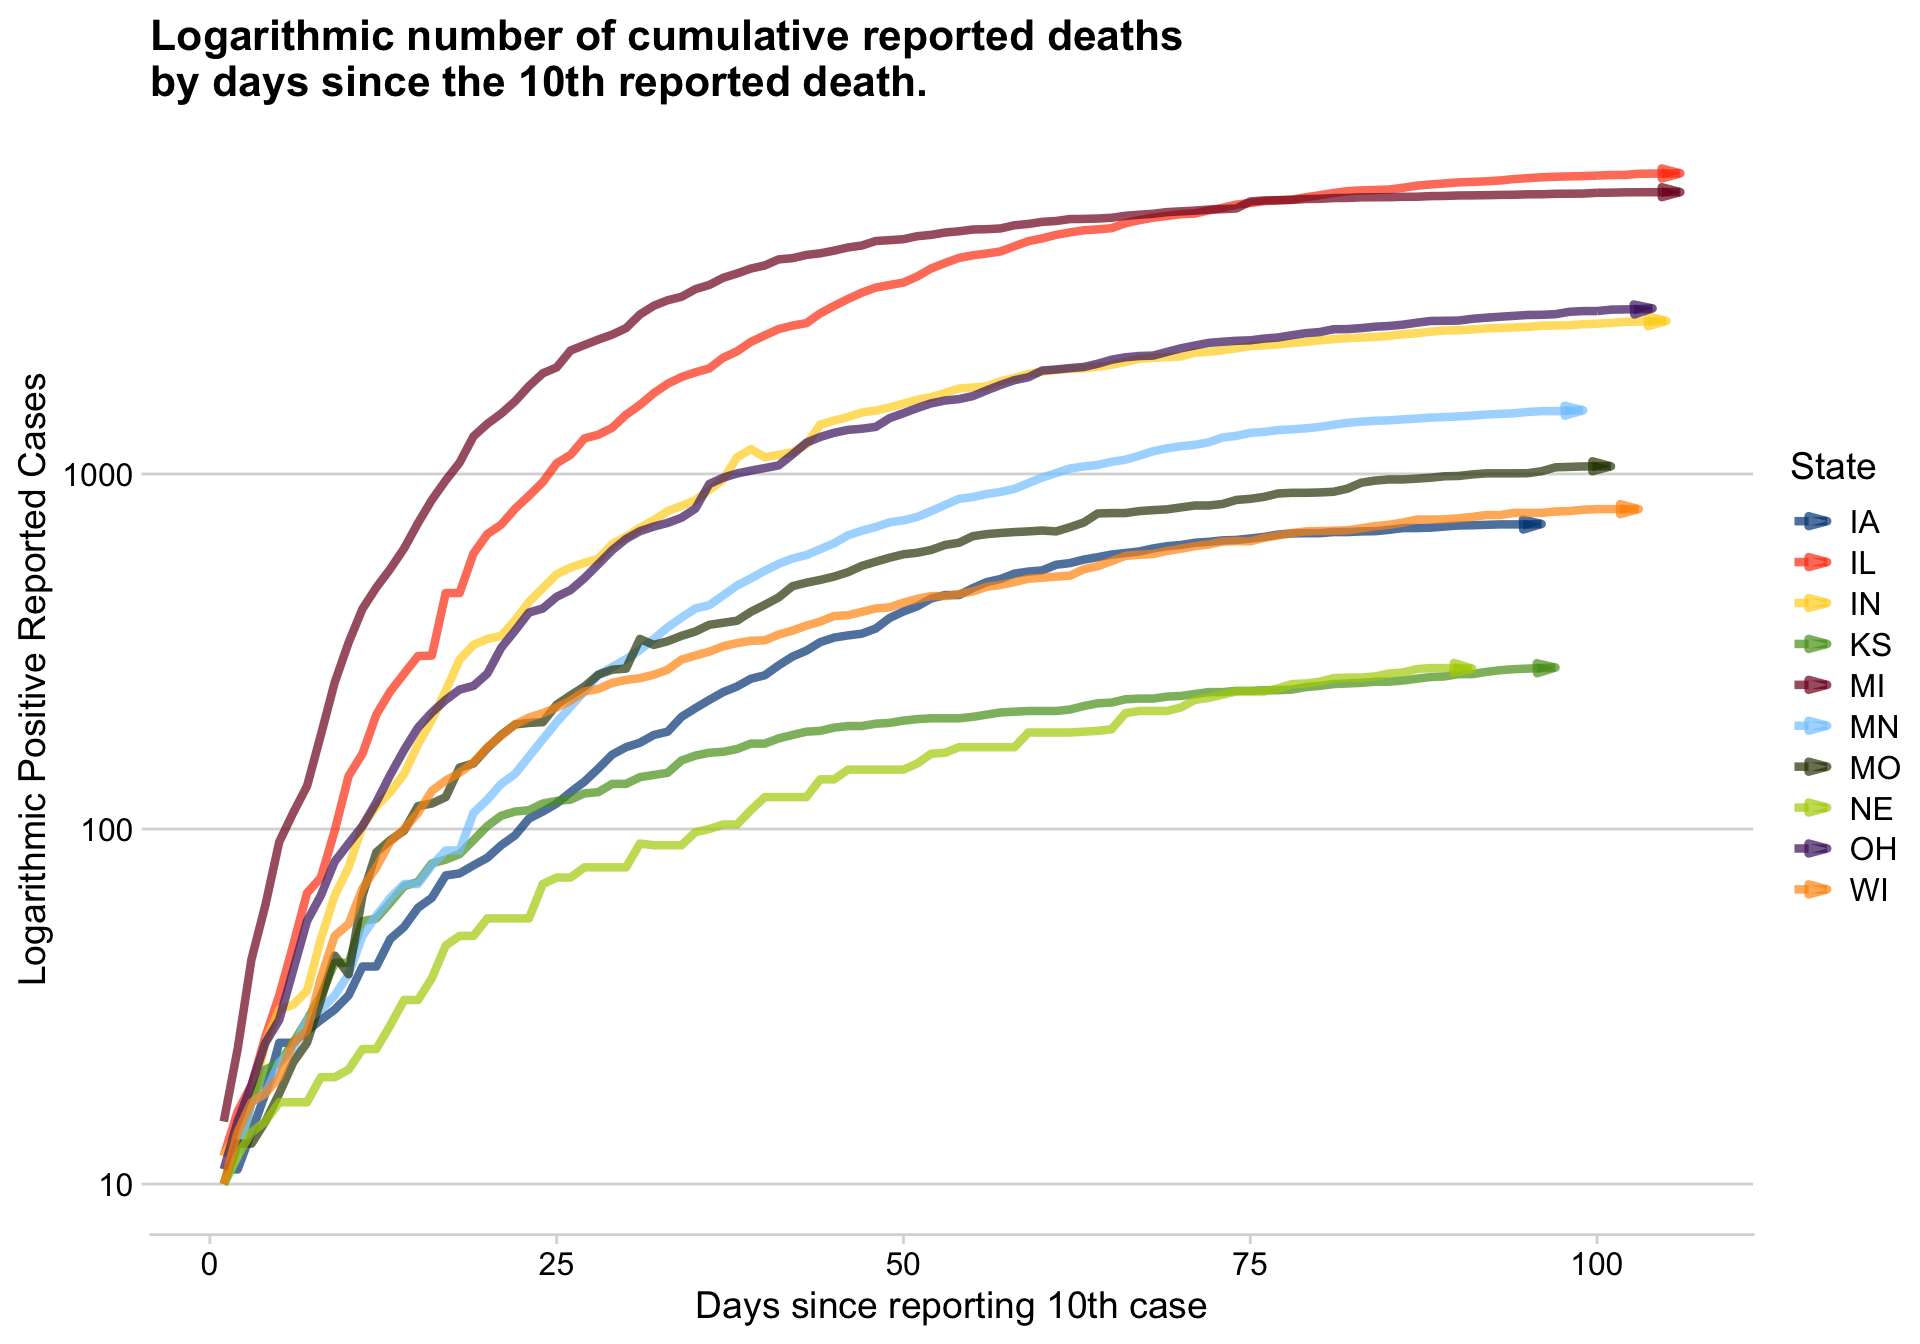 Logarithmic number of cumulative reported deaths
by days since the 10th reported death.
Logarithmic Positive Reported Cases
1000
100
10
0
25
50
75
100
Days since reporting 10th case
State
IA
IL
IN
KS
MI
MN
MO
NE
OH
WI